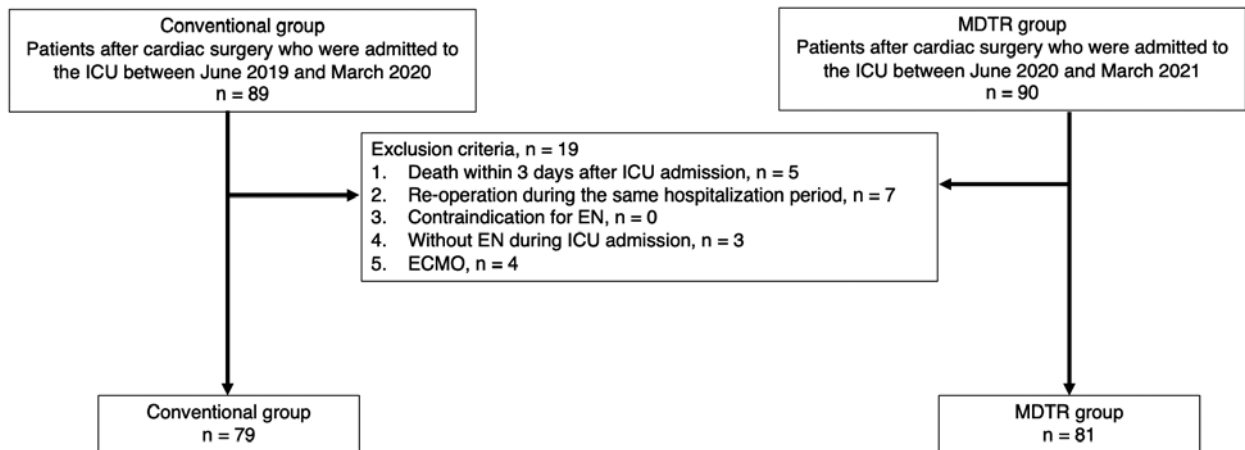 Conventional group
Patients after cardiac surgery who were admitted to
the ICU between June 2019 and March 2020
n = 89
MDTR group
Patients after cardiac surgery who were admitted to
the ICU between June 2020 and March 2021
n = 90
Exclusion criteria, n = 19
1. Death within 3 days after ICU admission, n = 5
2. Re-operation during the same hospitalization period, n = 7
3. Contraindication for EN, n = 0
4. Without EN during ICU admission, n = 3
5. ECMO, n = 4
Conventional group
n = 79
MDTR group
n = 81